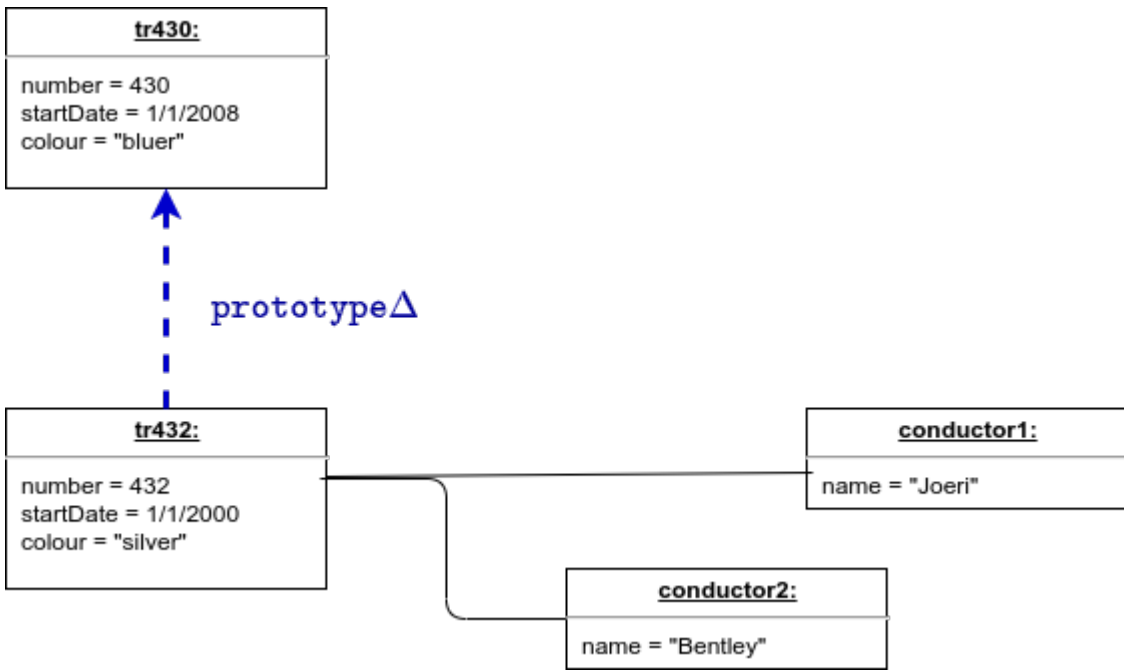 tr430:
number = 430
startDate = 1/1/2008
colour = "bluer"
prototypeΔ
tr432:
number = 432
startDate = 1/1/2000
colour = "silver"
conductor1:
name = "Joeri"
conductor2:
name = "Bentley"